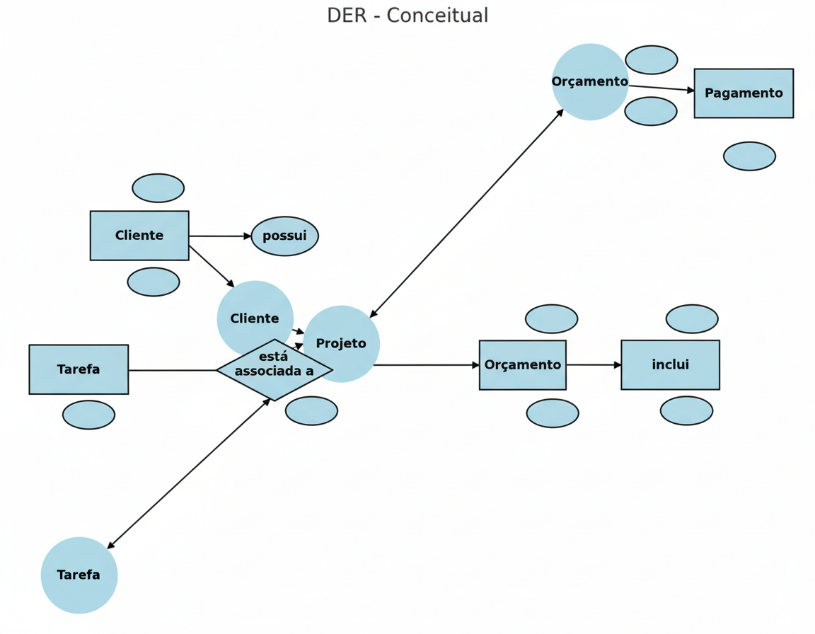 DER - Conceitual
Orçamento
Pagamento
Cliente
possui
Cliente
Projeto
está
associada a
Tarefa
Orçamento
inclui
Tarefa